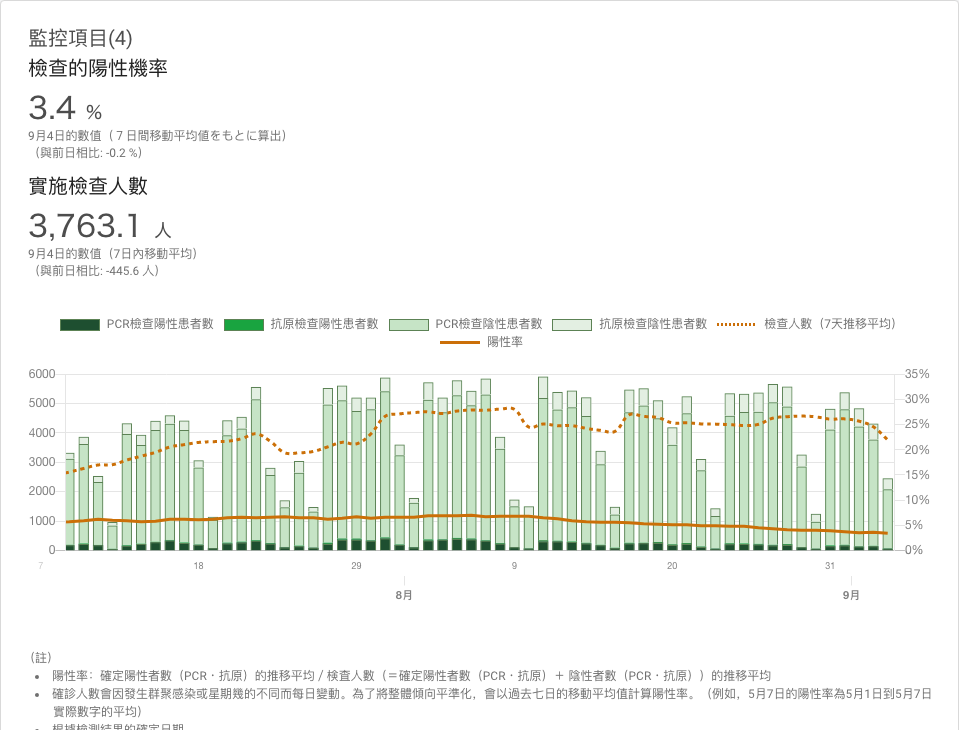 監控項目(4)
檢查的陽性機率
3.4 %
9月4日的數值（７日間移動平均値をもとに算出）
（與前日相比: -0.2 %）
實施檢查人數
3,763.1 人
9月4日的數值（7日內移動平均）
（與前日相比: -445.6 人）
PCR檢查陽性患者數 抗原檢查陽性患者數 PCR檢查陰性患者數 抗原檢查陰性患者數 檢查人數（7天推移平均）
陽性率
6000 35%
5000 30%
4000 25%
3000 20%
2000 15%
1000 10%
0 5%
0%
7 18 29 9 20 31
8月 9月
（註）
陽性率：確定陽性者數（PCR・抗原）的推移平均 / 檢查人數（＝確定陽性者數（PCR・抗原）＋ 陰性者數（PCR・抗原））的推移平均
確診人數會因發生群聚感染或星期幾的不同而每日變動。為了將整體傾向平準化，會以過去七日的移動平均值計算陽性率。（例如，5月7日的陽性率為5月1日到5月7日
實際數字的平均）
根據檢測結果的確定日期